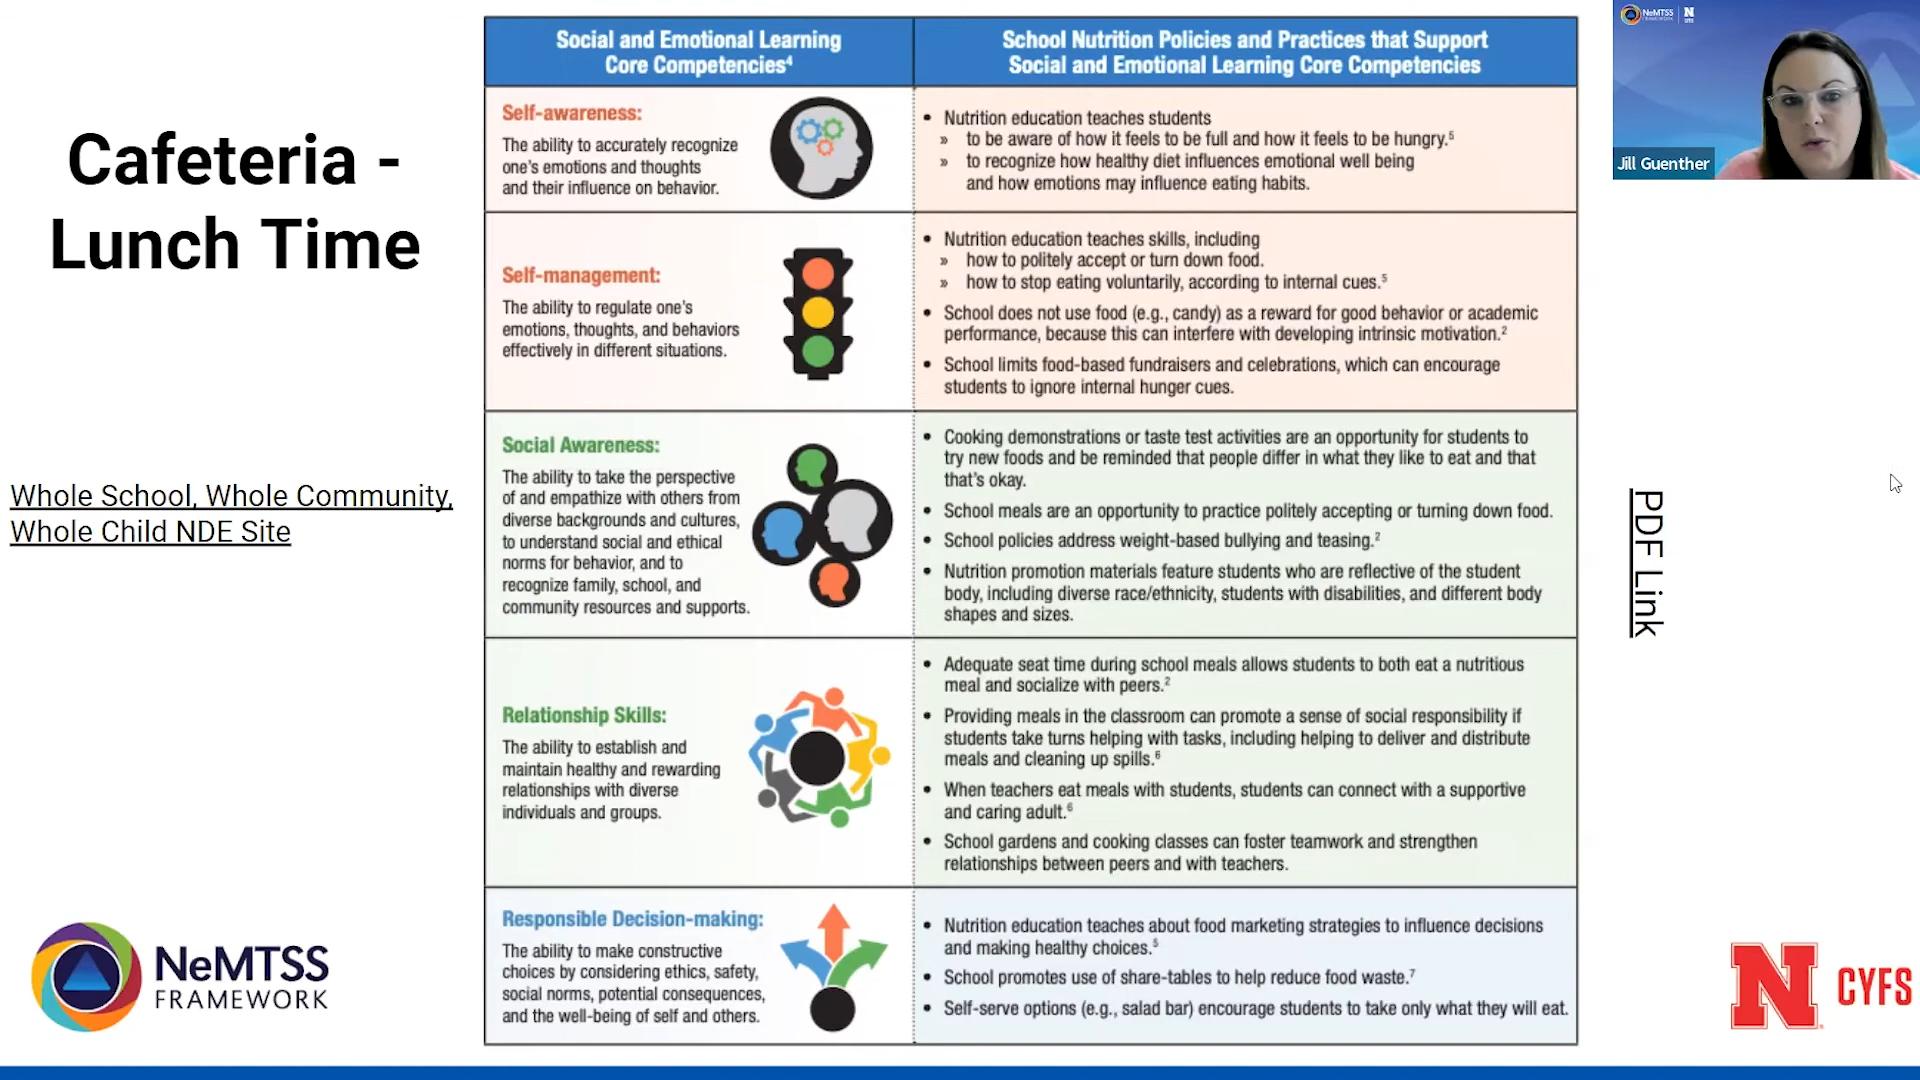 Cafeteria -
Lunch Time
Whole School, Whole Community,
Whole Child NDE Site
NeMTSS
FRAMEWORK
Social and Emotional Learning
Core Competencies⁴
School Nutrition Policies and Practices that Support
Social and Emotional Learning Core Competencies
Self-awareness:
The ability to accurately recognize
one's emotions and thoughts
and their influence on behavior.
• Nutrition education teaches students
» to be aware of how it feels to be full and how it feels to be hungry.⁵
» to recognize how healthy diet influences emotional well being
and how emotions may influence eating habits.
Self-management:
The ability to regulate one's
emotions, thoughts, and behaviors
effectively in different situations.
• Nutrition education teaches skills, including
» how to politely accept or turn down food.
» how to stop eating voluntarily, according to internal cues.⁵
• School does not use food (e.g., candy) as a reward for good behavior or academic
performance, because this can interfere with developing intrinsic motivation.²
• School limits food-based fundraisers and celebrations, which can encourage
students to ignore internal hunger cues.
Social Awareness:
The ability to take the perspective
of and empathize with others from
diverse backgrounds and cultures,
to understand social and ethical
norms for behavior, and to
recognize family, school, and
community resources and supports.
• Cooking demonstrations or taste test activities are an opportunity for students to
try new foods and be reminded that people differ in what they like to eat and that
that's okay.
• School meals are an opportunity to practice politely accepting or turning down food.
• School policies address weight-based bullying and teasing.²
• Nutrition promotion materials feature students who are reflective of the student
body, including diverse race/ethnicity, students with disabilities, and different body
shapes and sizes.
Relationship Skills:
The ability to establish and
maintain healthy and rewarding
relationships with diverse
individuals and groups.
• Adequate seat time during school meals allows students to both eat a nutritious
meal and socialize with peers.²
• Providing meals in the classroom can promote a sense of social responsibility if
students take turns helping with tasks, including helping to deliver and distribute
meals and cleaning up spills.⁶
• When teachers eat meals with students, students can connect with a supportive
and caring adult.⁶
• School gardens and cooking classes can foster teamwork and strengthen
relationships between peers and with teachers.
Responsible Decision-making:
The ability to make constructive
choices by considering ethics, safety,
social norms, potential consequences,
and the well-being of self and others.
• Nutrition education teaches about food marketing strategies to influence decisions
and making healthy choices.⁵
• School promotes use of share-tables to help reduce food waste.⁷
• Self-serve options (e.g., salad bar) encourage students to take only what they will eat.
NeMTSS
FRAMEWORK
N
Jill Guenther
PDF Link
N
CYFS